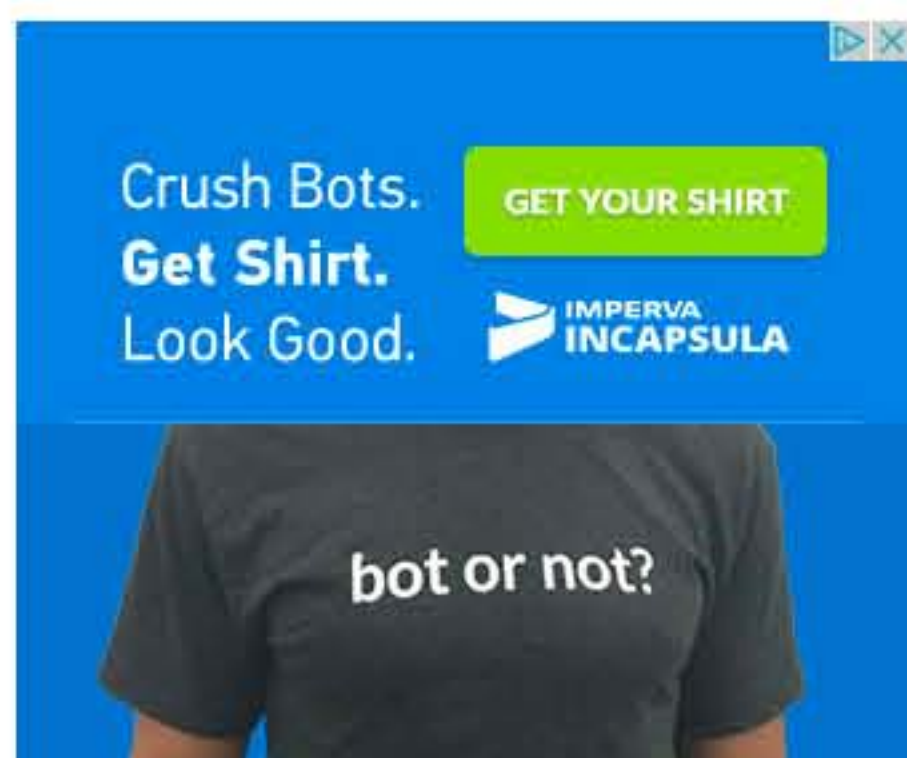 Crush Bots.
Get Shirt.
Look Good.
GET YOUR SHIRT
IMPERVA
INCAPSULA
bot or not?